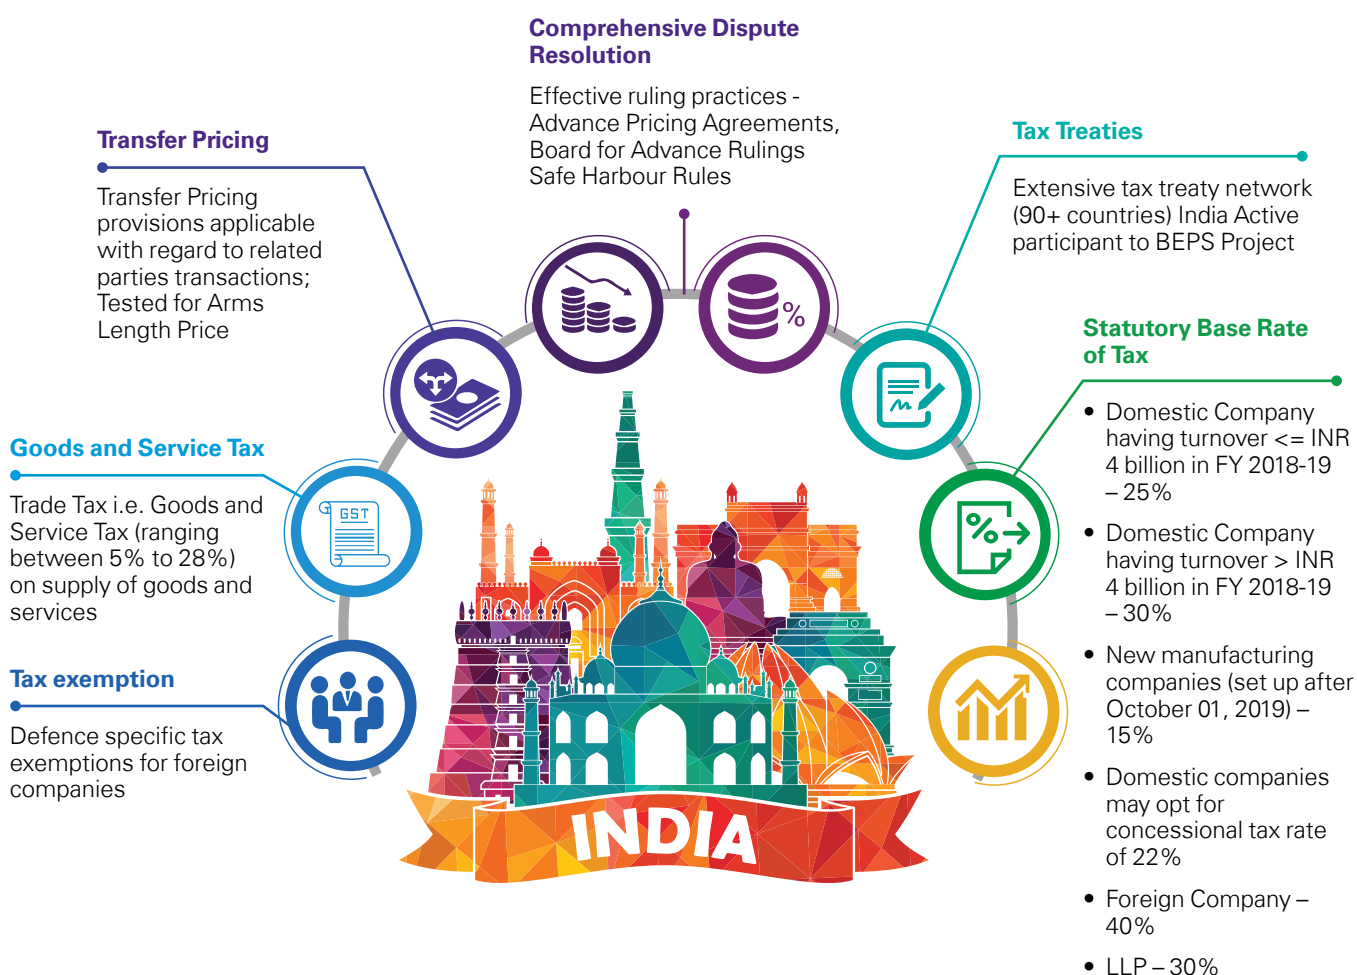 Comprehensive Dispute
Resolution
Effective ruling practices -
Advance Pricing Agreements,
Board for Advance Rulings
Safe Harbour Rules
Transfer Pricing
Transfer Pricing
provisions applicable
with regard to related
parties transactions;
Tested for Arms
Length Price
Tax Treaties
Extensive tax treaty network
(90+ countries) India Active
participant to BEPS Project
%
Statutory Base Rate
of Tax
• Domestic Company
having turnover <= INR
4 billion in FY 2018-19
– 25%
• Domestic Company
having turnover > INR
4 billion in FY 2018-19
– 30%
• New manufacturing
companies (set up after
October 01, 2019) –
15%
• Domestic companies
may opt for
concessional tax rate
of 22%
• Foreign Company –
40%
• LLP – 30%
%
Goods and Service Tax
Trade Tax i.e. Goods and
Service Tax (ranging
between 5% to 28%)
on supply of goods and
services
GST
Tax exemption
Defence specific tax
exemptions for foreign
companies
INDIA